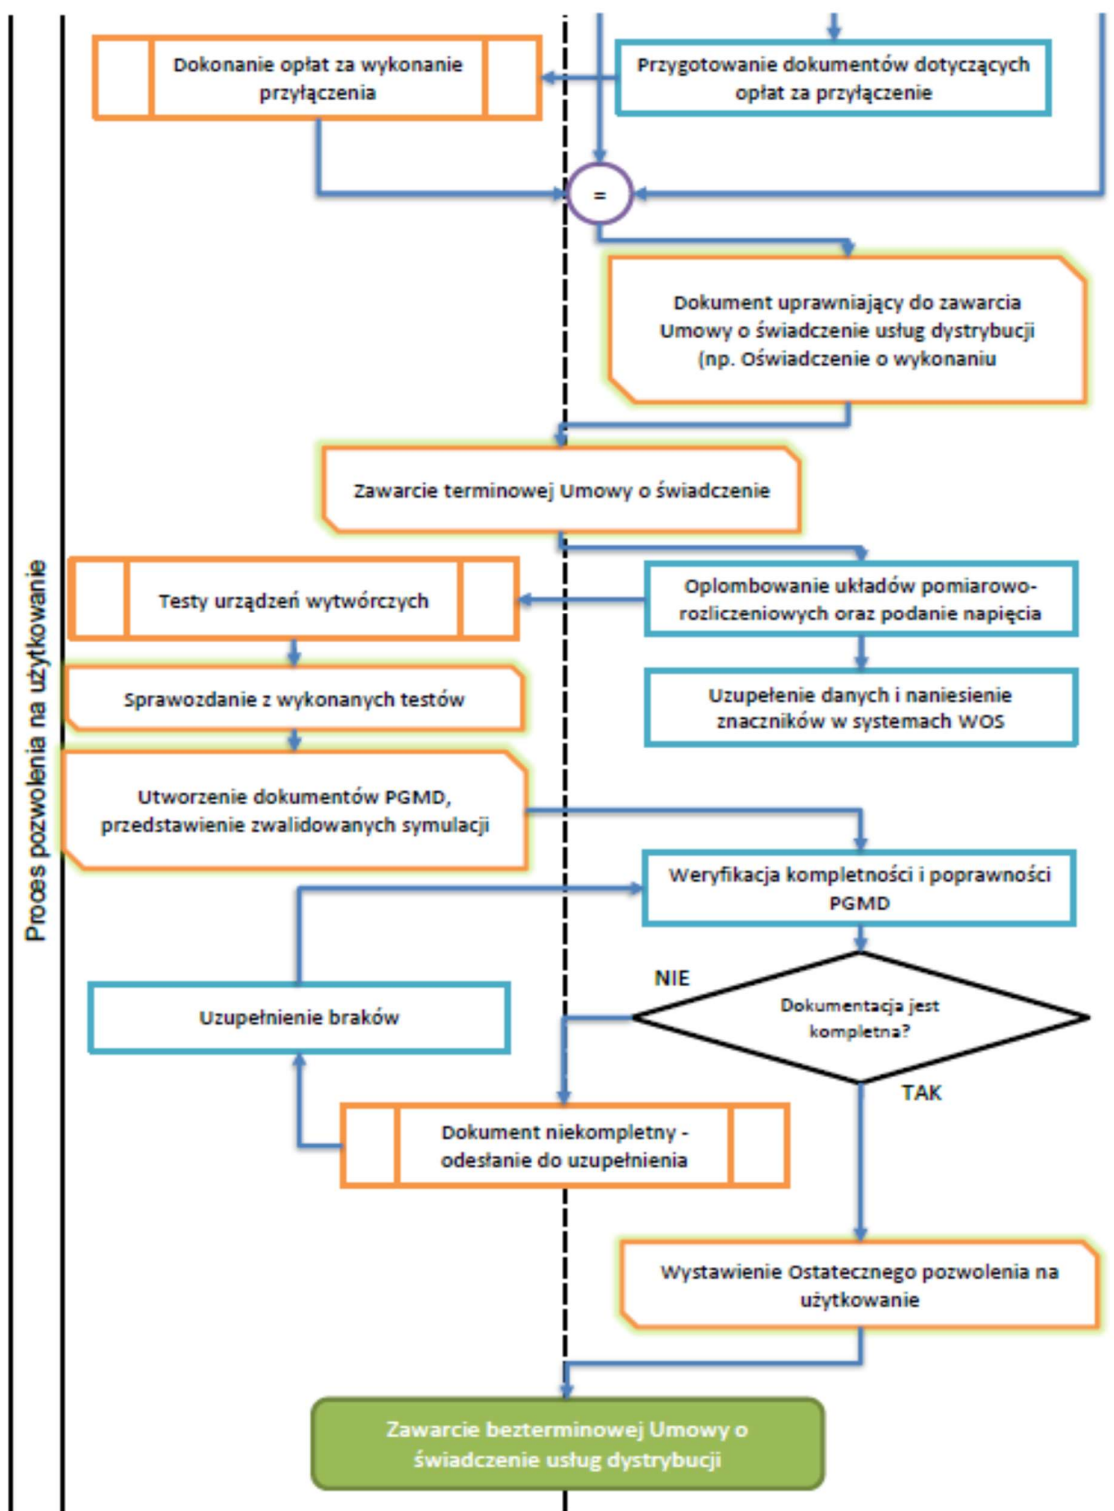 Dokonanie opłat za wykonanie
przyłączenia
Przygotowanie dokumentów dotyczących
opłat za przyłączenie
=
Dokument uprawniający do zawarcia
Umowy o świadczenie usług dystrybucji
(np. Oświadczenie o wykonaniu
Zawarcie terminowej Umowy o świadczenie
Proces pozwolenia na użytkowanie
Testy urządzeń wytwórczych
Oplombowanie układów pomiarowo-
rozliczeniowych oraz podanie napięcia
Sprawozdanie z wykonanych testów
Uzupełenie danych i naniesienie
znaczników w systemach WOS
Utworzenie dokumentów PGMD,
przedstawienie zwalidowanych symulacji
Weryfikacja kompletności i poprawności
PGMD
NIE
Dokumentacja jest
kompletna?
Uzupełnienie braków
TAK
Dokument niekompletny -
odesłanie do uzupełnienia
Wystawienie Ostatecznego pozwolenia na
użytkowanie
Zawarcie bezterminowej Umowy o
świadczenie usług dystrybucji